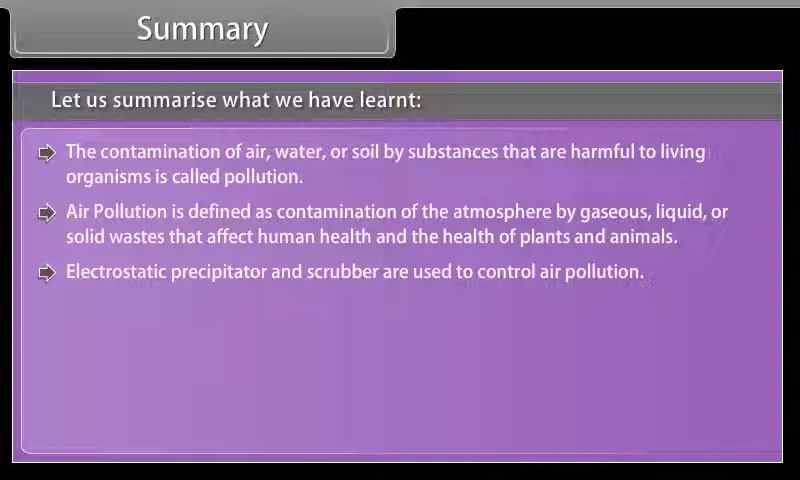 Summary
Let us summarise what we have learnt:
The contamination of air, water, or soil by substances that are harmful to living
organisms is called pollution.
Air Pollution is defined as contamination of the atmosphere by gaseous, liquid, or
solid wastes that affect human health and the health of plants and animals.
Electrostatic precipitator and scrubber are used to control air pollution.